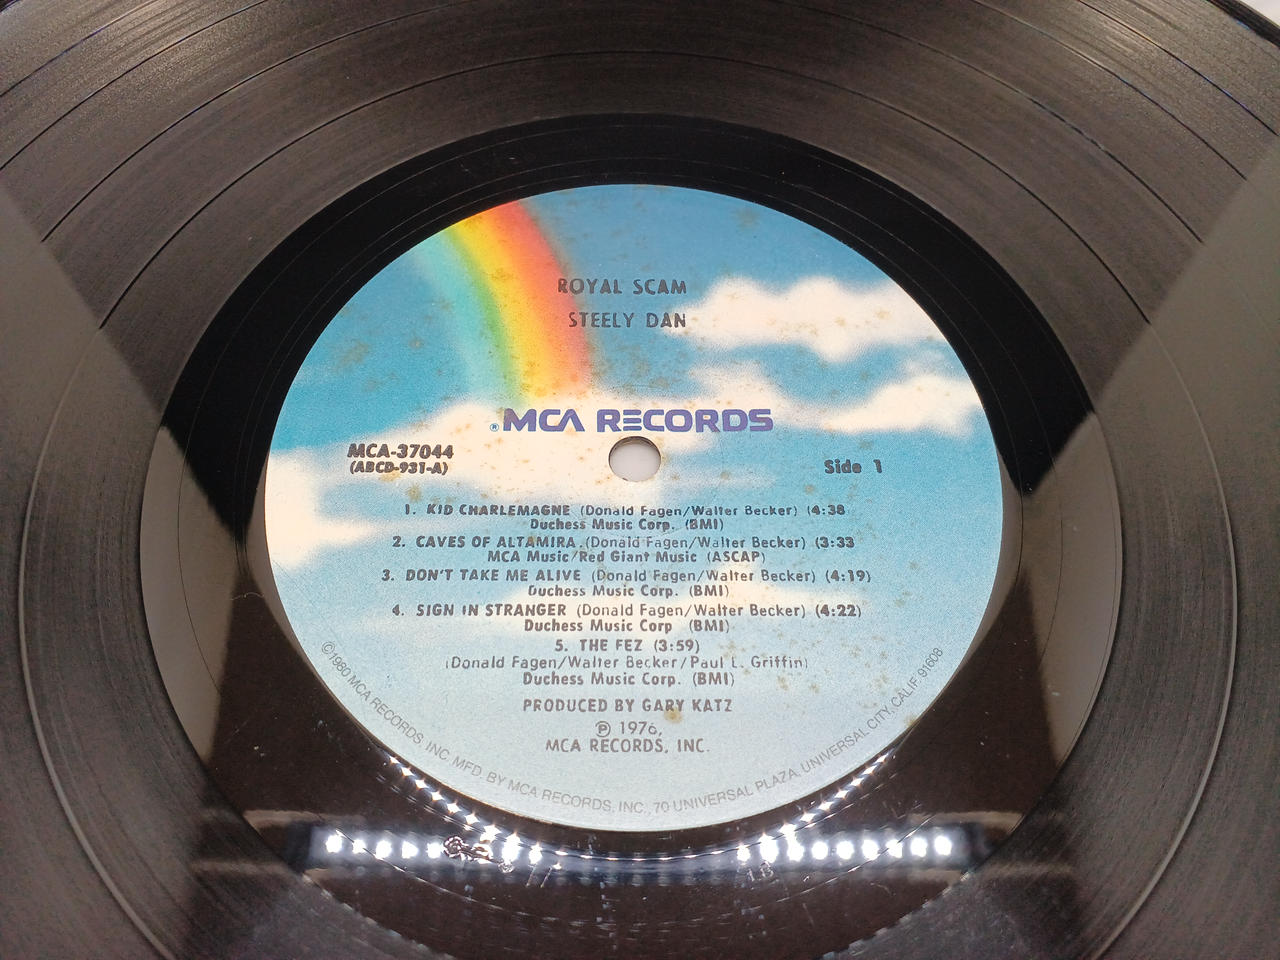 ROYAL SCAM
STEELY DAN
® MCA RECORDS
MCA-37044
(ABCD-931-A)
Side 1
1. KID CHARLEMAGNE (Donald Fagen/Walter Becker) (4:38
Duchess Music Corp. (BMI)
2. CAVES OF ALTAMIRA (Donald Fagen/Walter Becker) (3:33
MCA Music/Red Giant Music (ASCAP)
3. DON'T TAKE ME ALIVE (Donald Fagen/Walter Becker) (4:19)
Duchess Music Corp. (BMI)
4. SIGN IN STRANGER (Donald Fagen/Walter Becker) (4:22)
Duchess Music Corp (BMI)
5. THE FEZ (3:59)
(Donald Fagen/Walter Becker/Paul L. Griffin)
Duchess Music Corp. (BMI)
PRODUCED BY GARY KATZ
℗ 1976,
MCA RECORDS, INC.
©1980 MCA RECORDS, INC. MFD. BY MCA RECORDS, INC., 70 UNIVERSAL PLAZA, UNIVERSAL CITY, CALIF. 91608